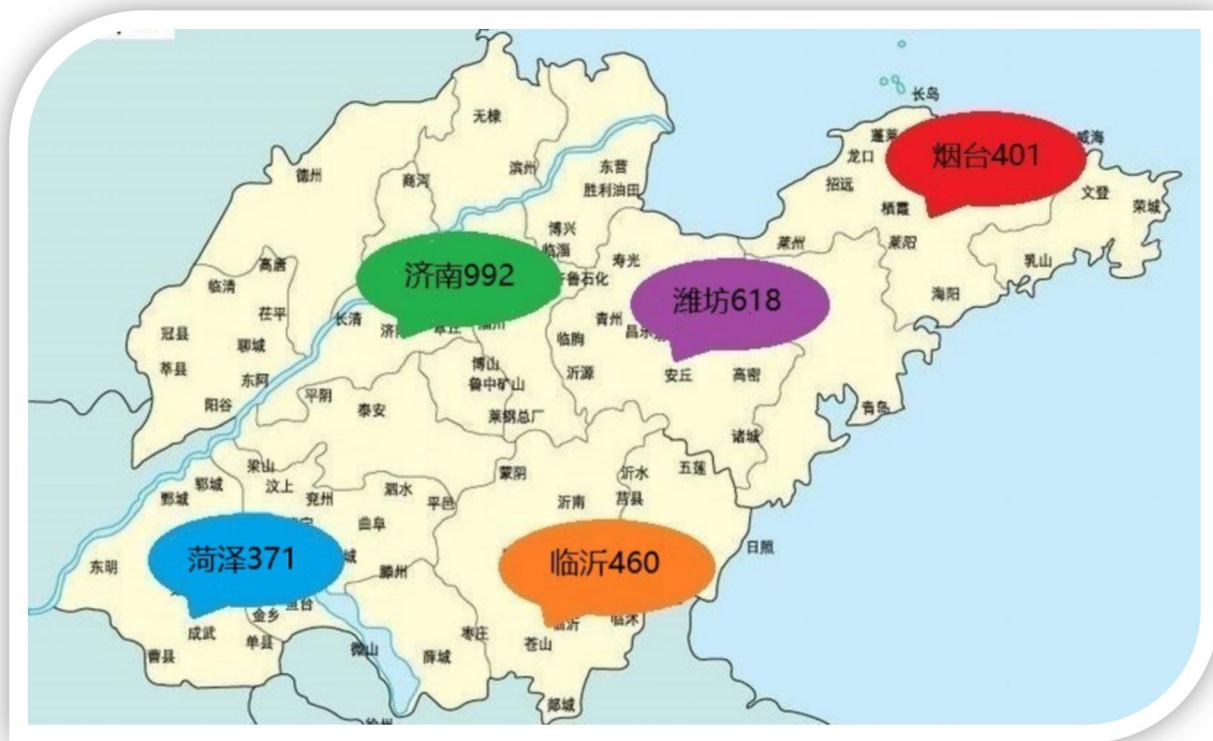 长岛
蓬莱
烟台401
威海
无棣
龙口
德州
商河
滨州
东营
胜利油田
招远
栖霞
文登
荣城
博兴
临淄
莱州
莱阳
寿光
乳山
高唐
临清
济南992
齐鲁石化
潍坊618
海阳
茌平
长清
冠县
聊城
青州
临朐
莘县
东阿
博山
沂源
安丘
高密
鲁中矿山
阳谷
平阴
泰安
莱钢总厂
青岛
诸城
梁山
汶上
蒙阴
沂水
五莲
鄄城
郓城
兖州
泗水
平邑
沂南
莒县
曲阜
日照
东明
菏泽371
滕州
临沂460
金乡
鱼台
成武
单县
枣庄
临沂
临沭
苍山
曹县
微山
薛城
郯城